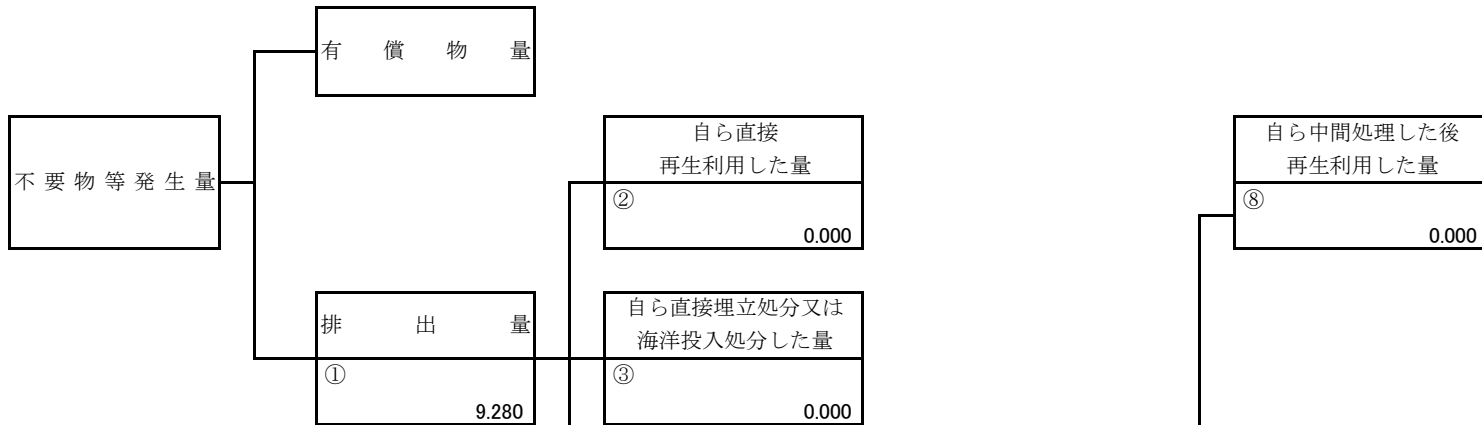 有償物量
自ら直接
再生利用した量
②
0.000
自ら中間処理した後
再生利用した量
⑧
0.000
不要物等発生量
排出量
①
9.280
自ら直接埋立処分又は
海洋投入処分した量
③
0.000